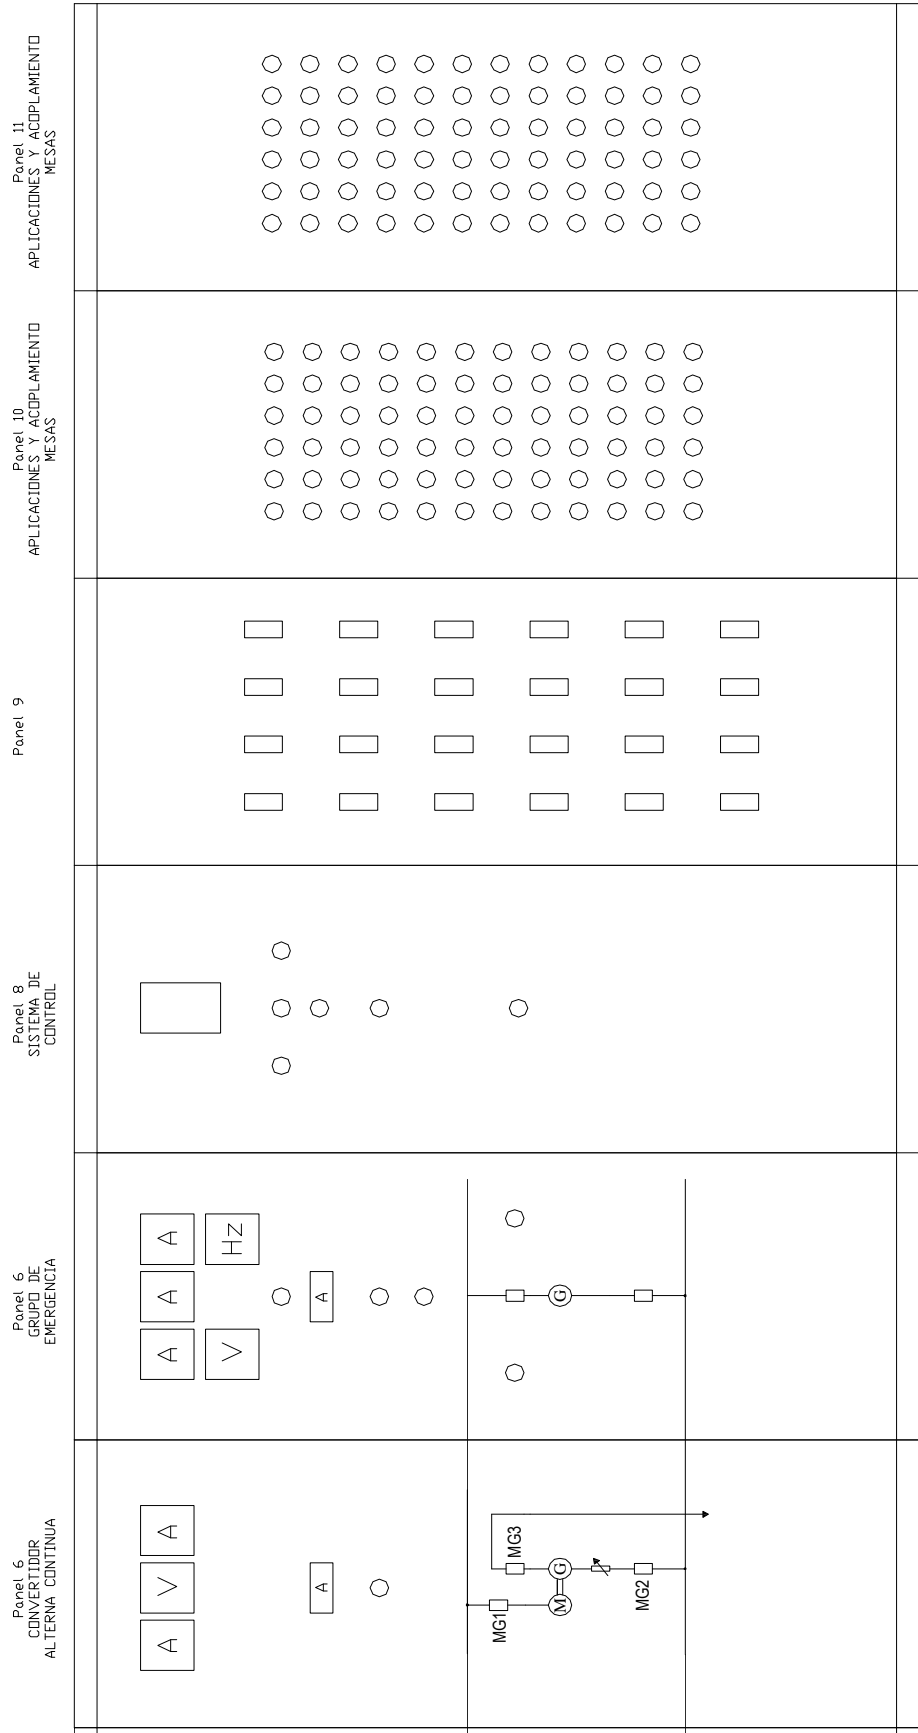 Panel 6
CONVERTIDOR
ALTERNA CONTINUA
A
V
A
A
MG1
M
G
MG3
MG2
Panel 6
GRUPO DE
EMERGENCIA
A
A
A
V
Hz
A
G
Panel 8
SISTEMA DE
CONTROL
Panel 9
Panel 10
APLICACIONES Y ACOPLAMIENTO
MESAS
Panel 11
APLICACIONES Y ACOPLAMIENTO
MESAS